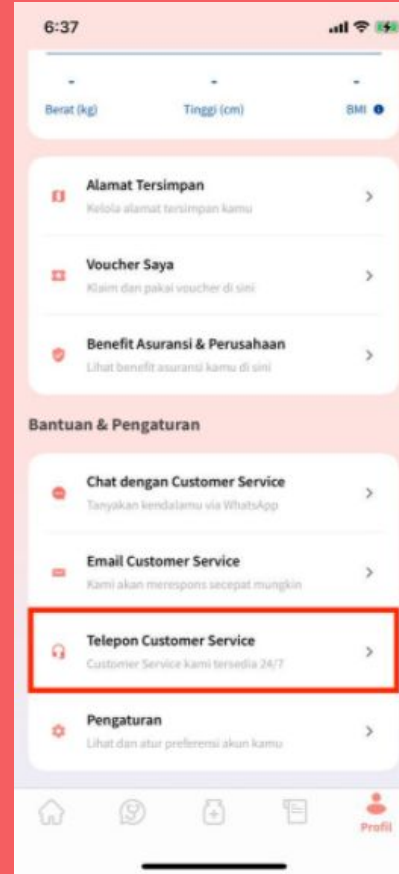 6:37
- - -
Berat (kg) Tinggi (cm) BMI
Alamat Tersimpan
Kelola alamat tersimpan kamu
Voucher Saya
Klaim dan pakai voucher di sini
Benefit Asuransi & Perusahaan
Lihat benefit asuransi kamu di sini
Bantuan & Pengaturan
Chat dengan Customer Service
Tanyakan kendalamu via WhatsApp
Email Customer Service
Kami akan merespons secepat mungkin
Telepon Customer Service
Customer Service kami tersedia 24/7
Pengaturan
Lihat dan atur preferensi akun kamu
Profil